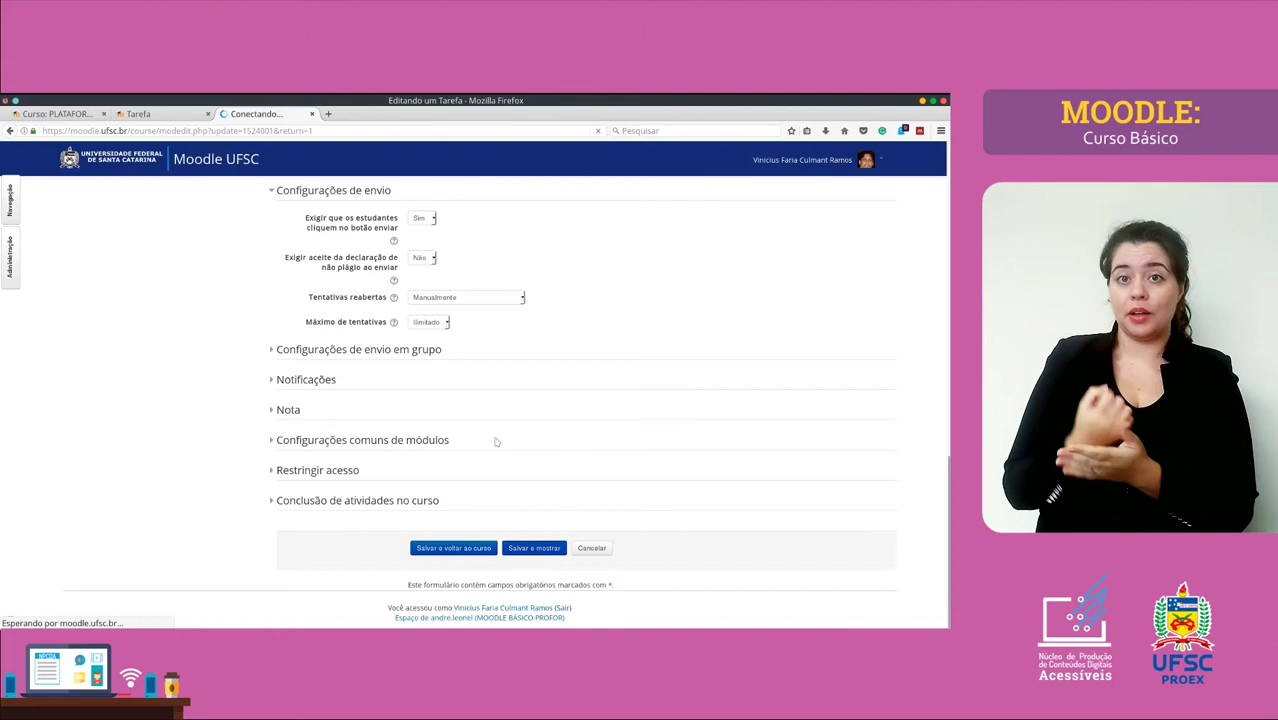 Editando um Tarefa - Mozilla Firefox
Curso: PLATAFOR...
Tarefa
Conectando...
https://moodle.ufsc.br/course/modedit.php?update=1524001&return=1
Pesquisar
UNIVERSIDADE FEDERAL
DE SANTA CATARINA
Moodle UFSC
Vinicius Faria Culmant Ramos
Navegação
Administração
Configurações de envio
Exigir que os estudantes
cliquem no botão enviar
Sim
Exigir aceite da declaração de
não plágio ao enviar
Não
Tentativas reabertas
Manualmente
Máximo de tentativas
Ilimitado
Configurações de envio em grupo
Notificações
Nota
Configurações comuns de módulos
Restringir acesso
Conclusão de atividades no curso
Salvar e voltar ao curso
Salvar e mostrar
Cancelar
Este formulário contém campos obrigatórios marcados com *.
Você acessou como Vinicius Faria Culmant Ramos (Sair)
Espaço de andre.leonel (MOODLE BÁSICO PROFOR)
Esperando por moodle.ufsc.br...
MOODLE:
Curso Básico
Núcleo de Produção
de Conteúdos Digitais
Acessíveis
UFSC
PROEX
NPCDA